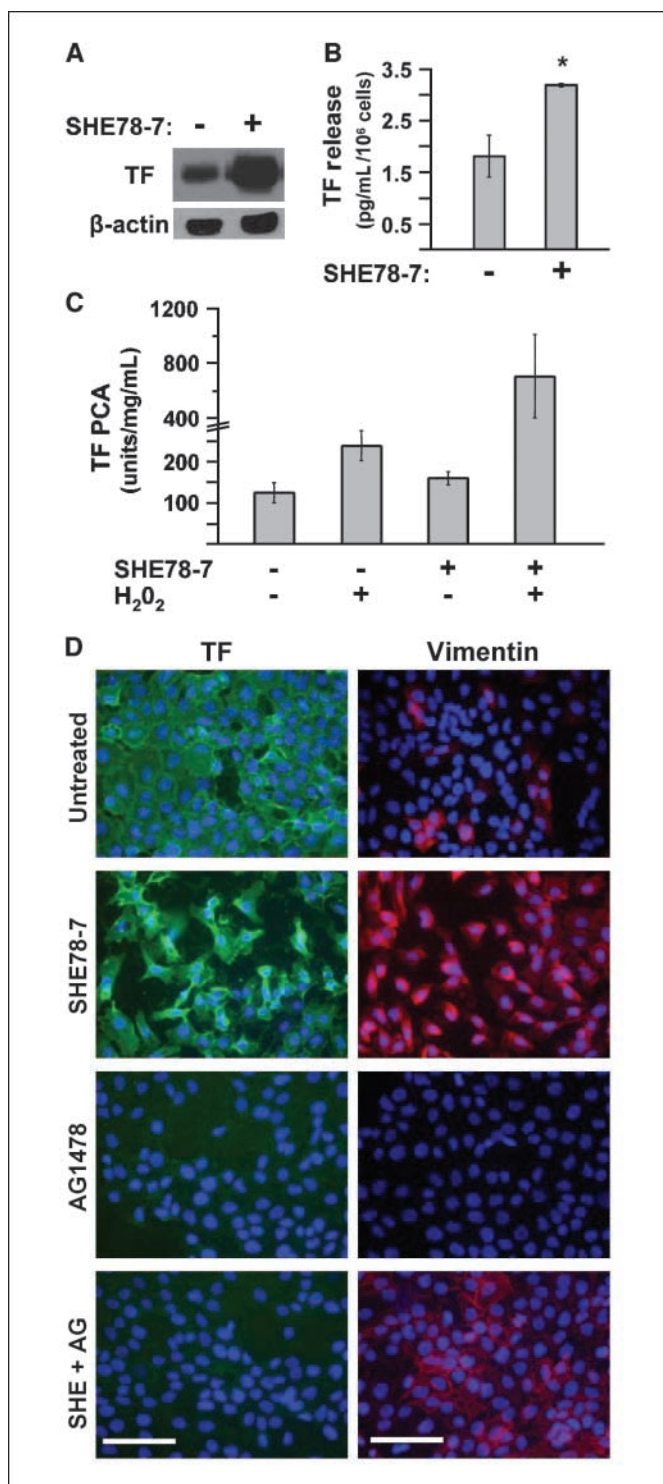 A
SHE78-7: - +
TF
β-actin
B
TF release
(pg/mL/10⁶ cells)
3.5
2.5
1.5
0.5
*
SHE78-7: - +
C
TF PCA
(units/mg/mL)
1200
800
400
200
100
SHE78-7 - - + +
H₂0₂ - + - +
D
TF Vimentin
Untreated
SHE78-7
AG1478
SHE + AG